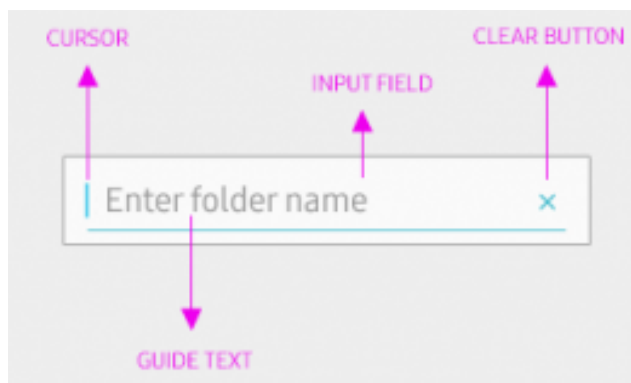 CURSOR
CLEAR BUTTON
INPUT FIELD
Enter folder name ×
GUIDE TEXT